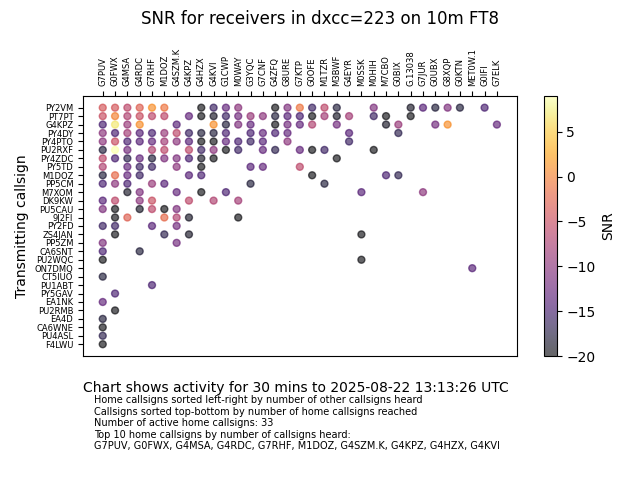 SNR for receivers in dxcc=223 on 10m FT8
G7PUV G0FWX G4MSA G4RDC G7RHF M1DOZ G4SZM.K G4KPZ G4HZX G4KVI G1CWP M0WAY G3YQC G7CNF G4ZFQ G8URE G7KTP G0OFE M1TZR M3BWF G4EYR M0SSK M0HIH M7CBO G0BIX G.13038 G7JUR G0UBX G8XQP G0KTN MET0W.1 G0IFI G7ELK
Transmitting callsign
PY2VM
PT7PT
G4KPZ
PY4DY
PY4PTO
PU2RXF
PY4ZDC
PY5TD
M1DOZ
PP5CM
M7XOM
DK9KW
PU5CAU
9J2FI
PY2FD
ZS4JAN
PP5ZM
CA6SNT
PU2WQC
ON7DMQ
CT5IUO
PU1ABT
PY5GAV
EA1NK
PU2RMB
EA4D
CA6WNE
PU4ASL
F4LWU
5
0
−5
−10
−15
−20
SNR
Chart shows activity for 30 mins to 2025-08-22 13:13:26 UTC
Home callsigns sorted left-right by number of other callsigns heard
Callsigns sorted top-bottom by number of home callsigns reached
Number of active home callsigns: 33
Top 10 home callsigns by callsigns heard:
G7PUV, G0FWX, G4MSA, G4RDC, G7RHF, M1DOZ, G4SZM.K, G4KPZ, G4HZX, G4KVI